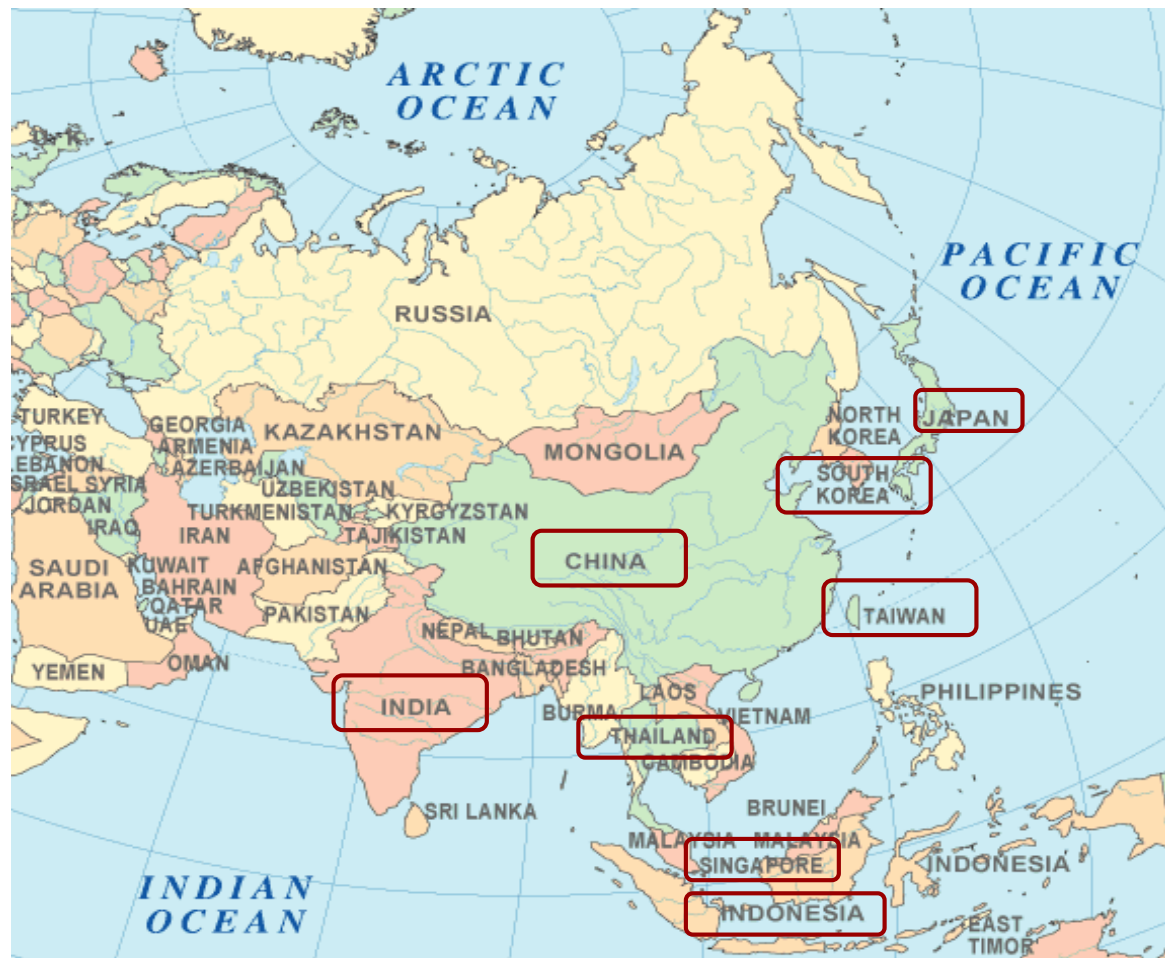 ARCTIC
OCEAN
U. K.
PACIFIC
OCEAN
RUSSIA
TURKEY
GEORGIA
ARMENIA
AZERBAIJAN
KAZAKHSTAN
MONGOLIA
NORTH
KOREA
JAPAN
CYPRUS
LEBANON
ISRAEL SYRIA
JORDAN
IRAQ
UZBEKISTAN
TURKMENISTAN
KYRGYZSTAN
TAJIKISTAN
SOUTH
KOREA
IRAN
CHINA
SAUDI
ARABIA
KUWAIT
BAHRAIN
QATAR
UAE
AFGHANISTAN
PAKISTAN
TAIWAN
NEPAL
BHUTAN
BANGLADESH
YEMEN
OMAN
INDIA
BURMA
LAOS
VIETNAM
THAILAND
CAMBODIA
PHILIPPINES
SRI LANKA
BRUNEI
MALAYSIA
MALAYSIA
SINGAPORE
INDONESIA
INDONESIA
INDIAN
OCEAN
EAST
TIMOR